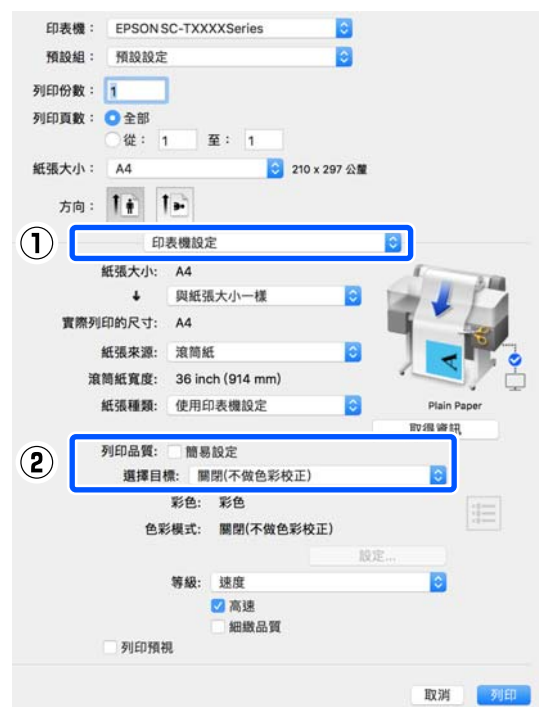 印表機： EPSON SC-TXXXXSeries
預設組： 預設設定
列印份數： 1
列印頁數： 全部
從： 1 至： 1
紙張大小： A4 210 x 297 公釐
方向：
① 印表機設定
紙張大小: A4
與紙張大小一樣
實際列印的尺寸: A4
紙張來源: 滾筒紙
滾筒紙寬度: 36 inch (914 mm)
紙張種類: 使用印表機設定
Plain Paper
取得資訊
② 列印品質: 簡易設定
選擇目標: 關閉(不做色彩校正)
彩色: 彩色
色彩模式: 關閉(不做色彩校正)
設定...
等級: 速度
高速
細緻品質
列印預視
取消 列印